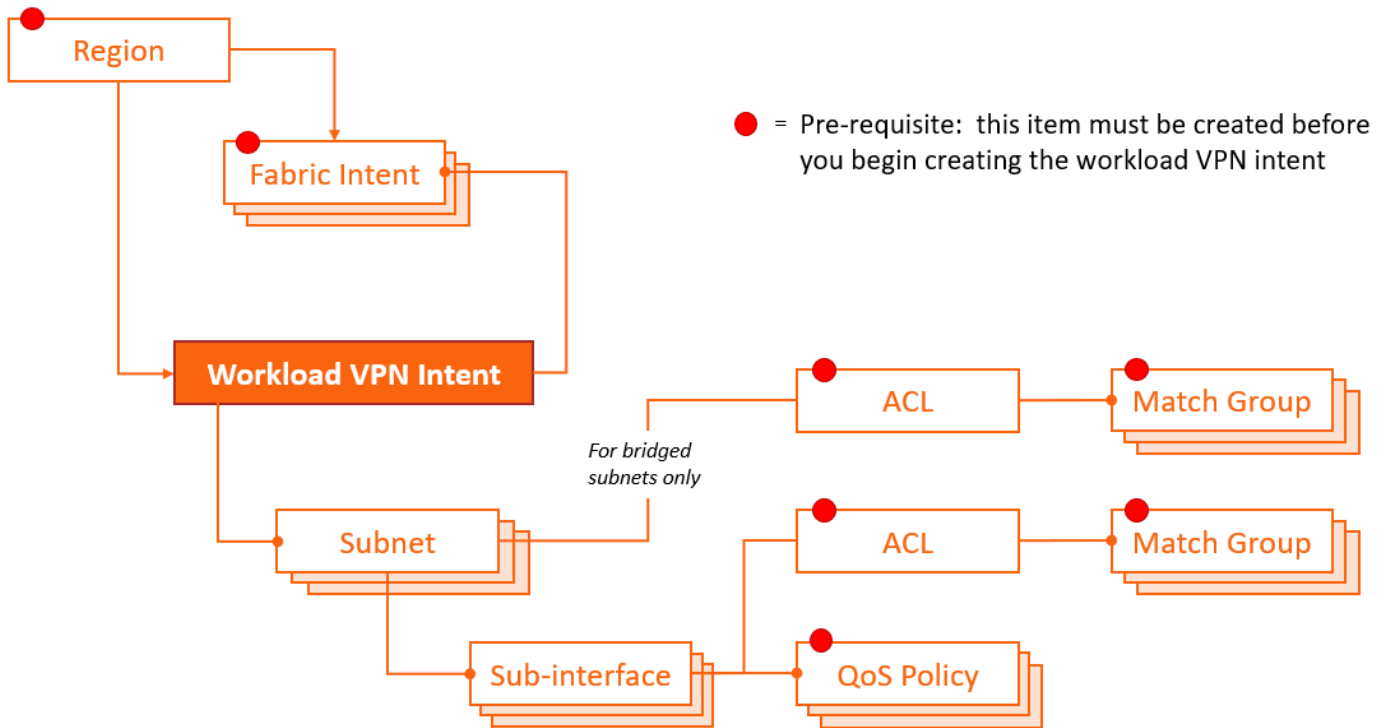 Region
= Pre-requisite: this item must be created before
you begin creating the workload VPN intent
Fabric Intent
Workload VPN Intent
ACL
Match Group
For bridged
subnets only
Subnet
ACL
Match Group
Sub-interface
QoS Policy